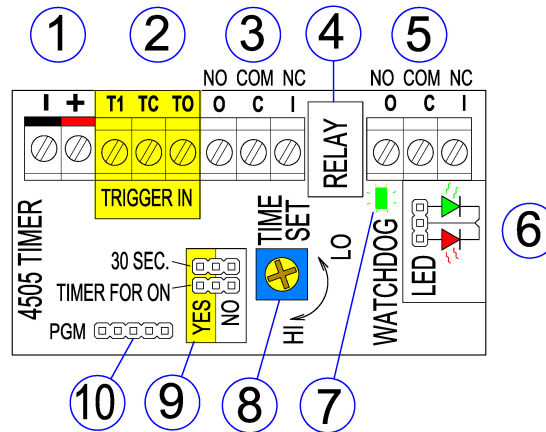 1 2 3 4 5
NO COM NC NO COM NC
- + T1 TC TO O C I RELAY O C I
TRIGGER IN
4505 TIMER
30 SEC.
TIMER FOR ON
YES NO
PGM
TIME SET
LO
HI
WATCHDOG
LED
6
10 9 8 7